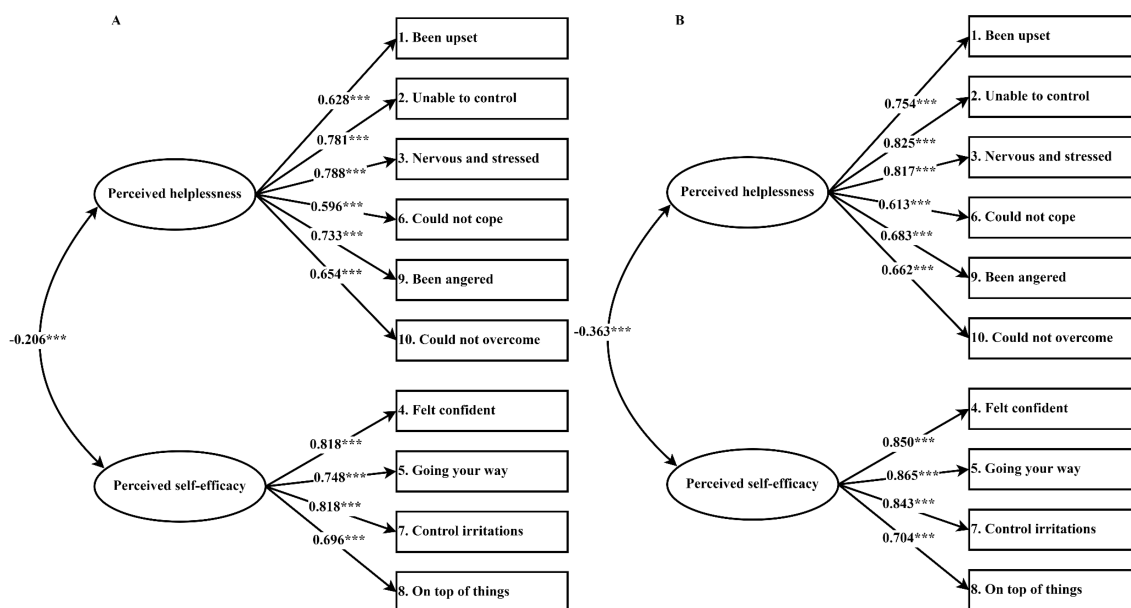 A
1. Been upset
0.628***
2. Unable to control
0.781***
3. Nervous and stressed
0.788***
Perceived helplessness
0.596***
6. Could not cope
0.733***
9. Been angered
0.654***
10. Could not overcome
-0.206***
4. Felt confident
0.818***
5. Going your way
0.748***
Perceived self-efficacy
0.818***
7. Control irritations
0.696***
8. On top of things
B
1. Been upset
0.754***
2. Unable to control
0.825***
3. Nervous and stressed
0.817***
Perceived helplessness
0.613***
6. Could not cope
0.683***
9. Been angered
0.662***
10. Could not overcome
-0.363***
4. Felt confident
0.850***
5. Going your way
0.865***
Perceived self-efficacy
0.843***
7. Control irritations
0.704***
8. On top of things